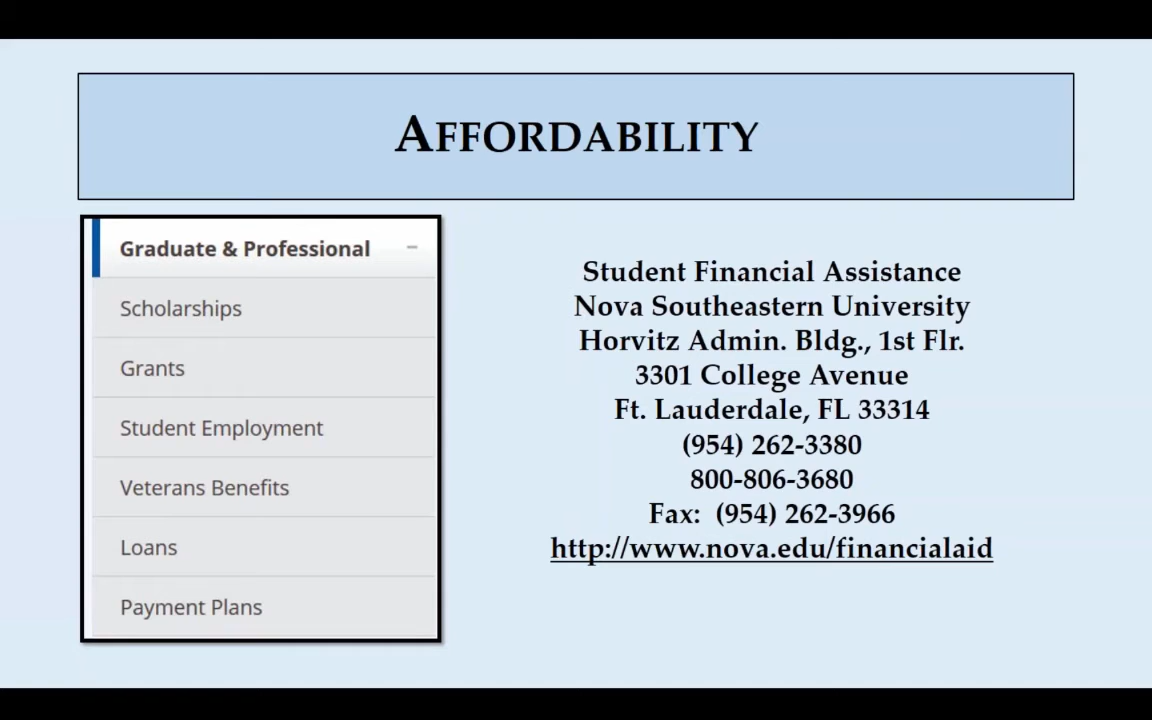 AFFORDABILITY
Graduate & Professional
Scholarships
Grants
Student Employment
Veterans Benefits
Loans
Payment Plans
Student Financial Assistance
Nova Southeastern University
Horvitz Admin. Bldg., 1st Flr.
3301 College Avenue
Ft. Lauderdale, FL 33314
(954) 262-3380
800-806-3680
Fax:  (954) 262-3966
http://www.nova.edu/financialaid